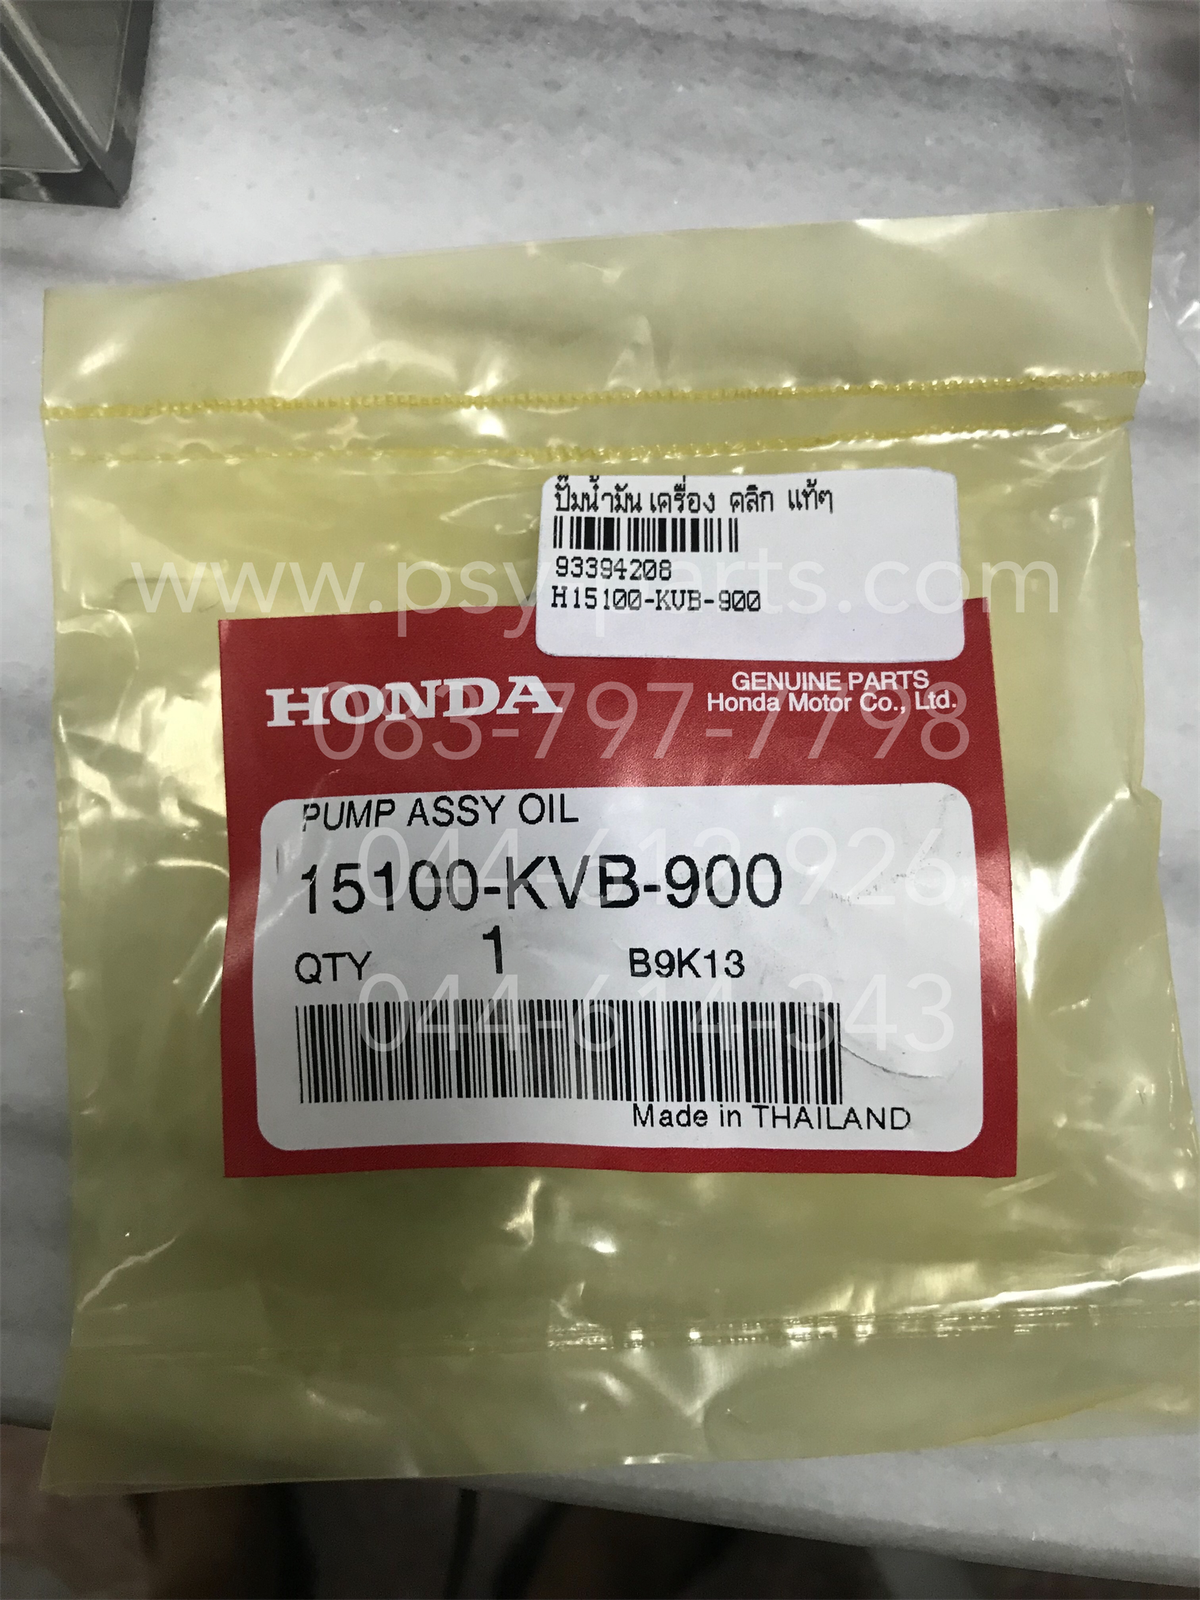 ปั๊มน้ำมันเครื่อง คลิก แท้ๆ
93394208
H15100-KVB-900
www.psyparts.com
HONDA
GENUINE PARTS
Honda Motor Co., Ltd.
083-797-7798
PUMP ASSY OIL
044-612-926
15100-KVB-900
QTY 1 B9K13
044-614-343
Made in THAILAND